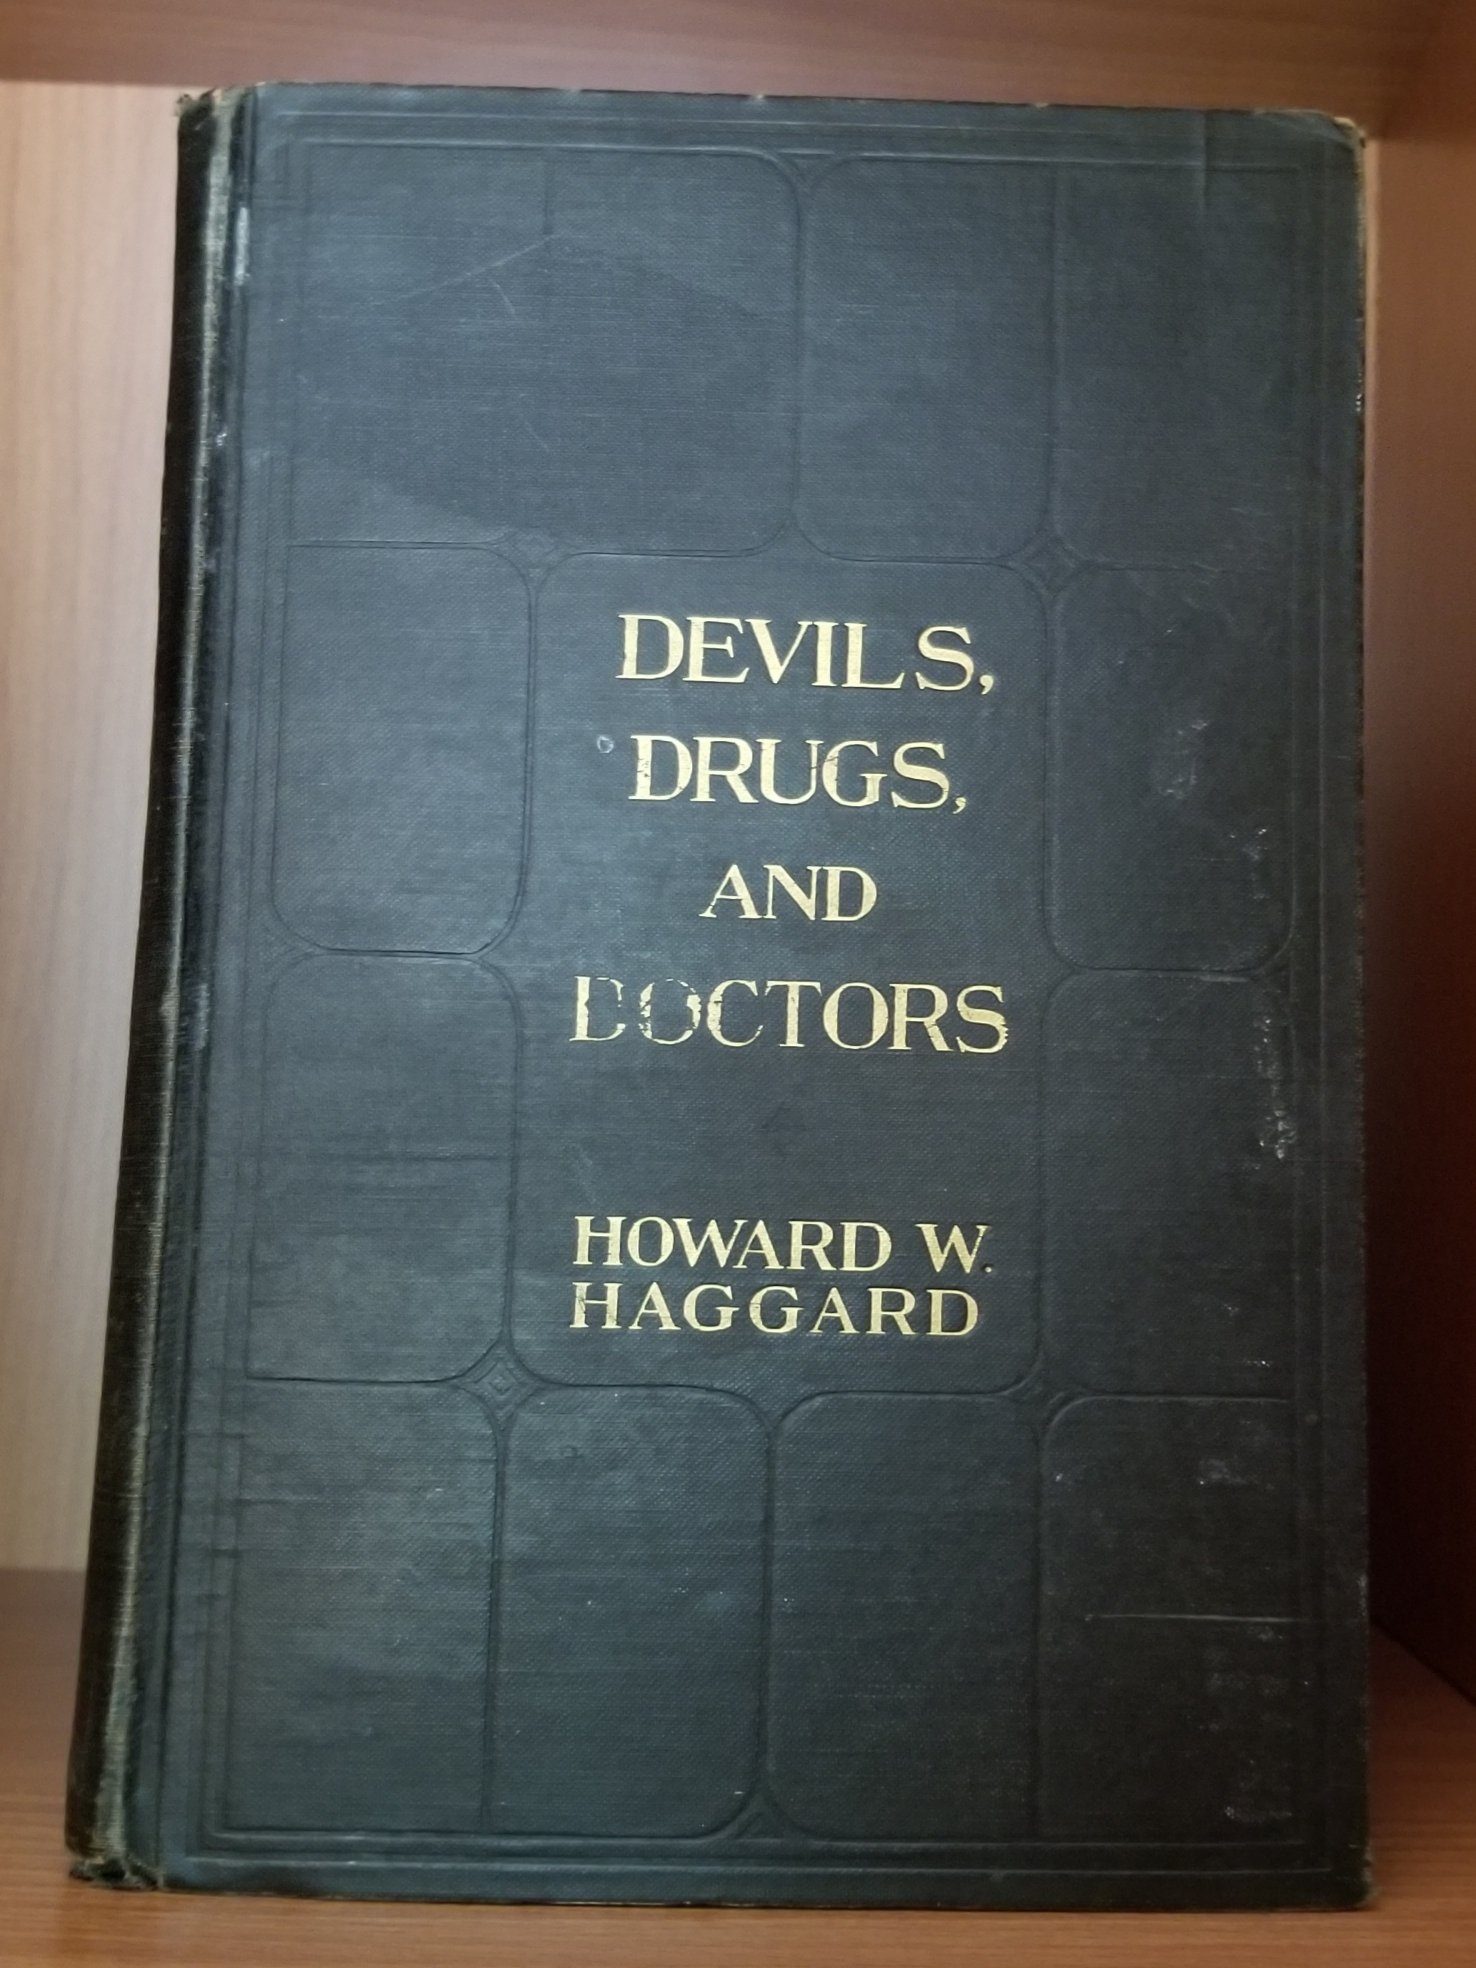 DEVILS,
DRUGS,
AND
DOCTORS
HOWARD W.
HAGGARD